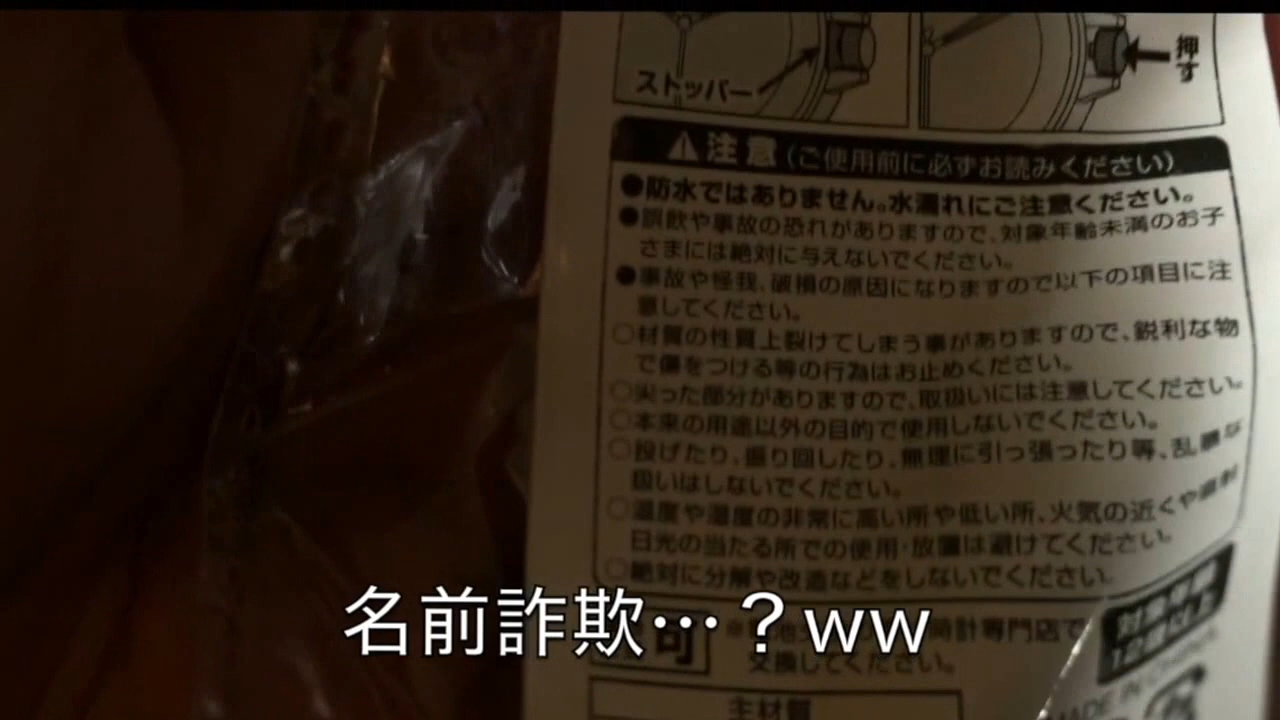 ストッパー
押す
⚠注意(ご使用前に必ずお読みください)
●防水ではありません。水濡れにご注意ください。
●誤飲や事故の恐れがありますので、対象年齢未満のお子
さまには絶対に与えないでください。
●事故や怪我、破損の原因になりますので以下の項目に注
意してください。
○材質の性質上裂けてしまう事がありますので、鋭利な物
で傷をつける等の行為はお止めください。
○尖った部分がありますので、取扱いには注意してください。
○本来の用途以外の目的で使用しないでください。
○投げたり、振り回したり、無理に引っ張ったり等、乱暴な
扱いはしないでください。
○温度や湿度の非常に高い所や低い所、火気の近くや直射
日光の当たる所での使用・放置は避けてください。
○絶対に分解や改造などをしないでください。
名前詐欺…?ww
可
時計専門店で
交換してください。
対象年齢
12歳以上
MADE IN CHINA
主材質